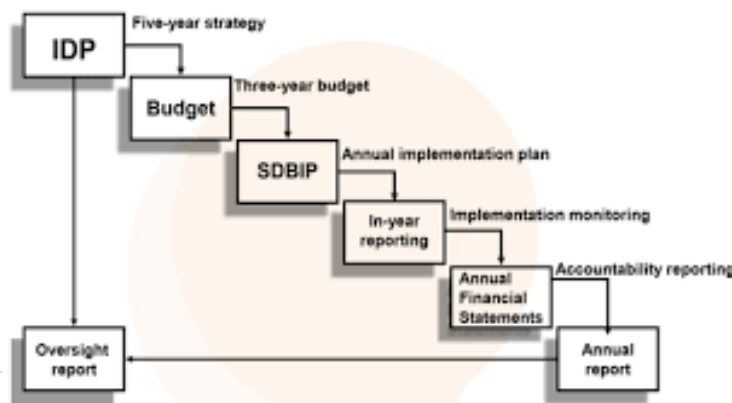 Five-year strategy
IDP
Three-year budget
Budget
Annual implementation plan
SDBIP
Implementation monitoring
In-year
reporting
Accountability reporting
Annual
Financial
Statements
Oversight
report
Annual
report